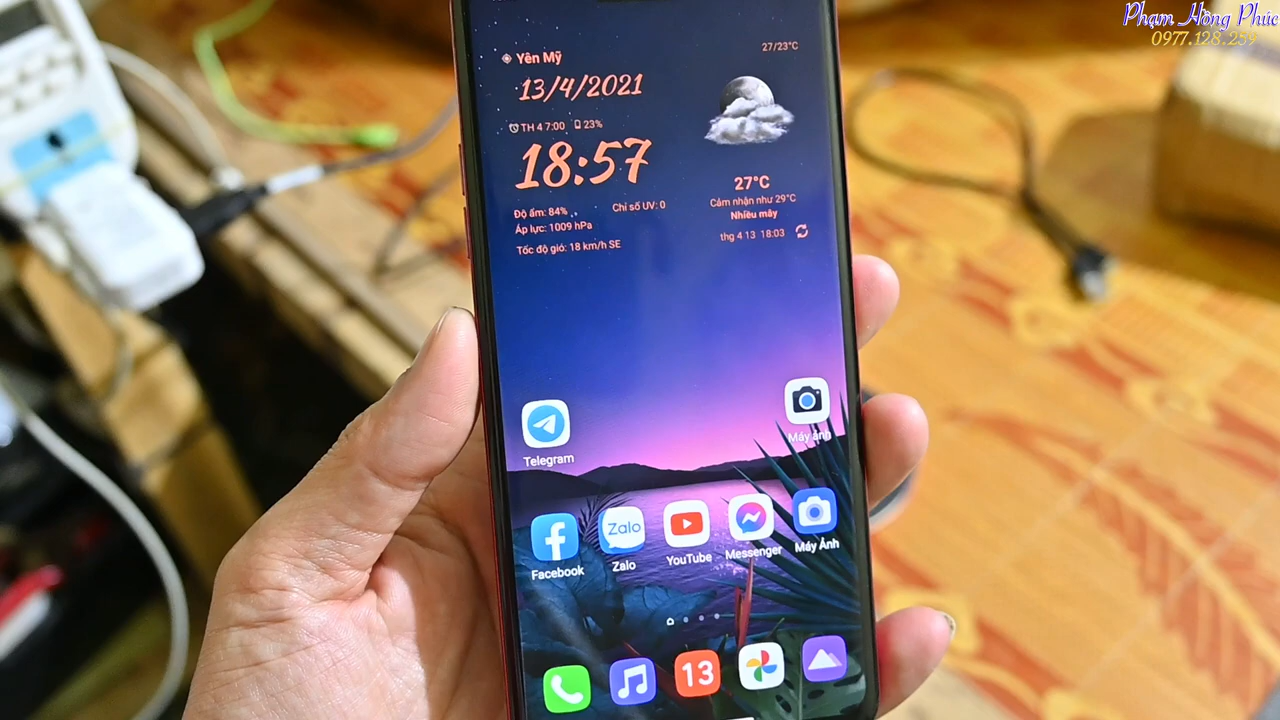 Phạm Hồng Phúc
0977.128.259
27/23°C
Yên Mỹ
13/4/2021
TH 4 7:00 23%
18:57
27°C
Độ ẩm: 84% Chỉ số UV: 0
Cảm nhận như 29°C
Áp lực: 1009 hPa
Nhiều mây
Tốc độ gió: 18 km/h SE
thg 4 13 18:03
Telegram
Máy ảnh
Zalo
Facebook
Zalo
YouTube
Messenger
Máy Ảnh
13